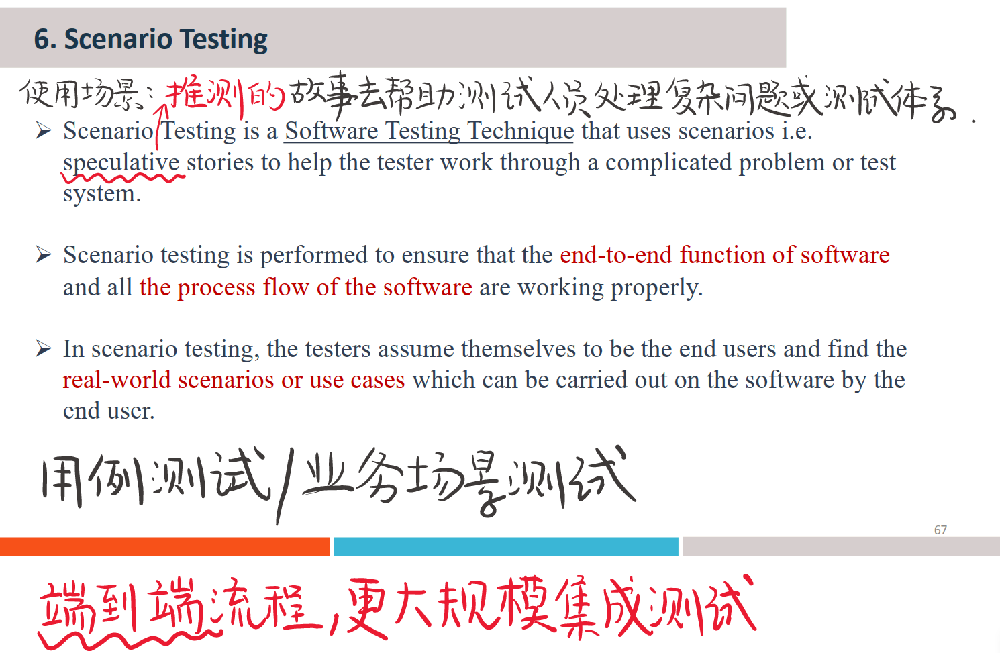 6. Scenario Testing
使用场景：推测的故事去帮助测试人员处理复杂问题或测试体系.
➢ Scenario Testing is a Software Testing Technique that uses scenarios i.e.
speculative stories to help the tester work through a complicated problem or test
system.
➢ Scenario testing is performed to ensure that the end-to-end function of software
and all the process flow of the software are working properly.
➢ In scenario testing, the testers assume themselves to be the end users and find the
real-world scenarios or use cases which can be carried out on the software by the
end user.
用例测试/业务场景测试
67
端到端流程,更大规模集成测试